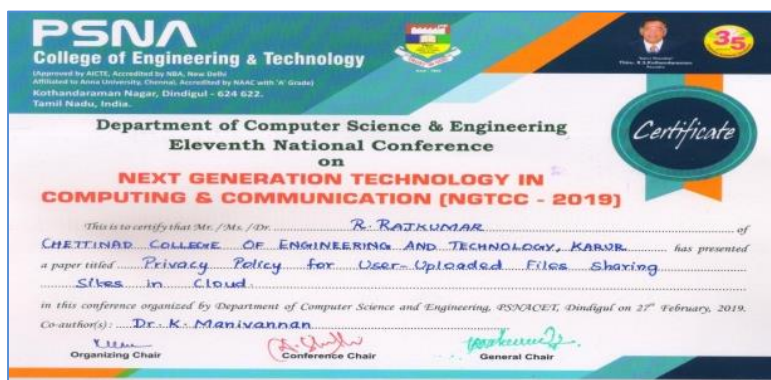 PSNA
College of Engineering & Technology
(Approved by AICTE, Accredited by NBA, New Delhi
Affiliated to Anna University, Chennai, Accredited by NAAC with 'A' Grade)
Kothandaraman Nagar, Dindigul - 624 622.
Tamil Nadu, India.
35
Certificate
Department of Computer Science & Engineering
Eleventh National Conference
on
NEXT GENERATION TECHNOLOGY IN
COMPUTING & COMMUNICATION (NGTCC - 2019)
This is to certify that Mr. /Ms. /Dr. R. RAJKUMAR of
CHETTINAD COLLEGE OF ENGINEERING AND TECHNOLOGY, KARUR has presented
a paper titled Privacy Policy for User-Uploaded Files Sharing
Sites in Cloud.
in this conference organized by Department of Computer Science and Engineering, PSNACET, Dindigul on 27th February, 2019.
Co-author(s): Dr. K. Manivannan
Organizing Chair
Conference Chair
General Chair